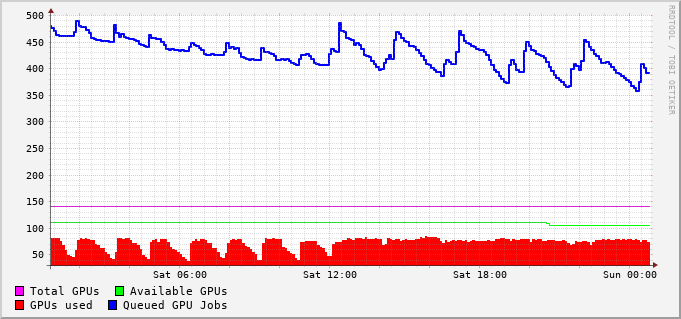 500
450
400
350
300
250
200
150
100
50
Sat 06:00 Sat 12:00 Sat 18:00 Sun 00:00
Total GPUs Available GPUs
GPUs used Queued GPU Jobs
RRDTOOL / TOBI OETIKER